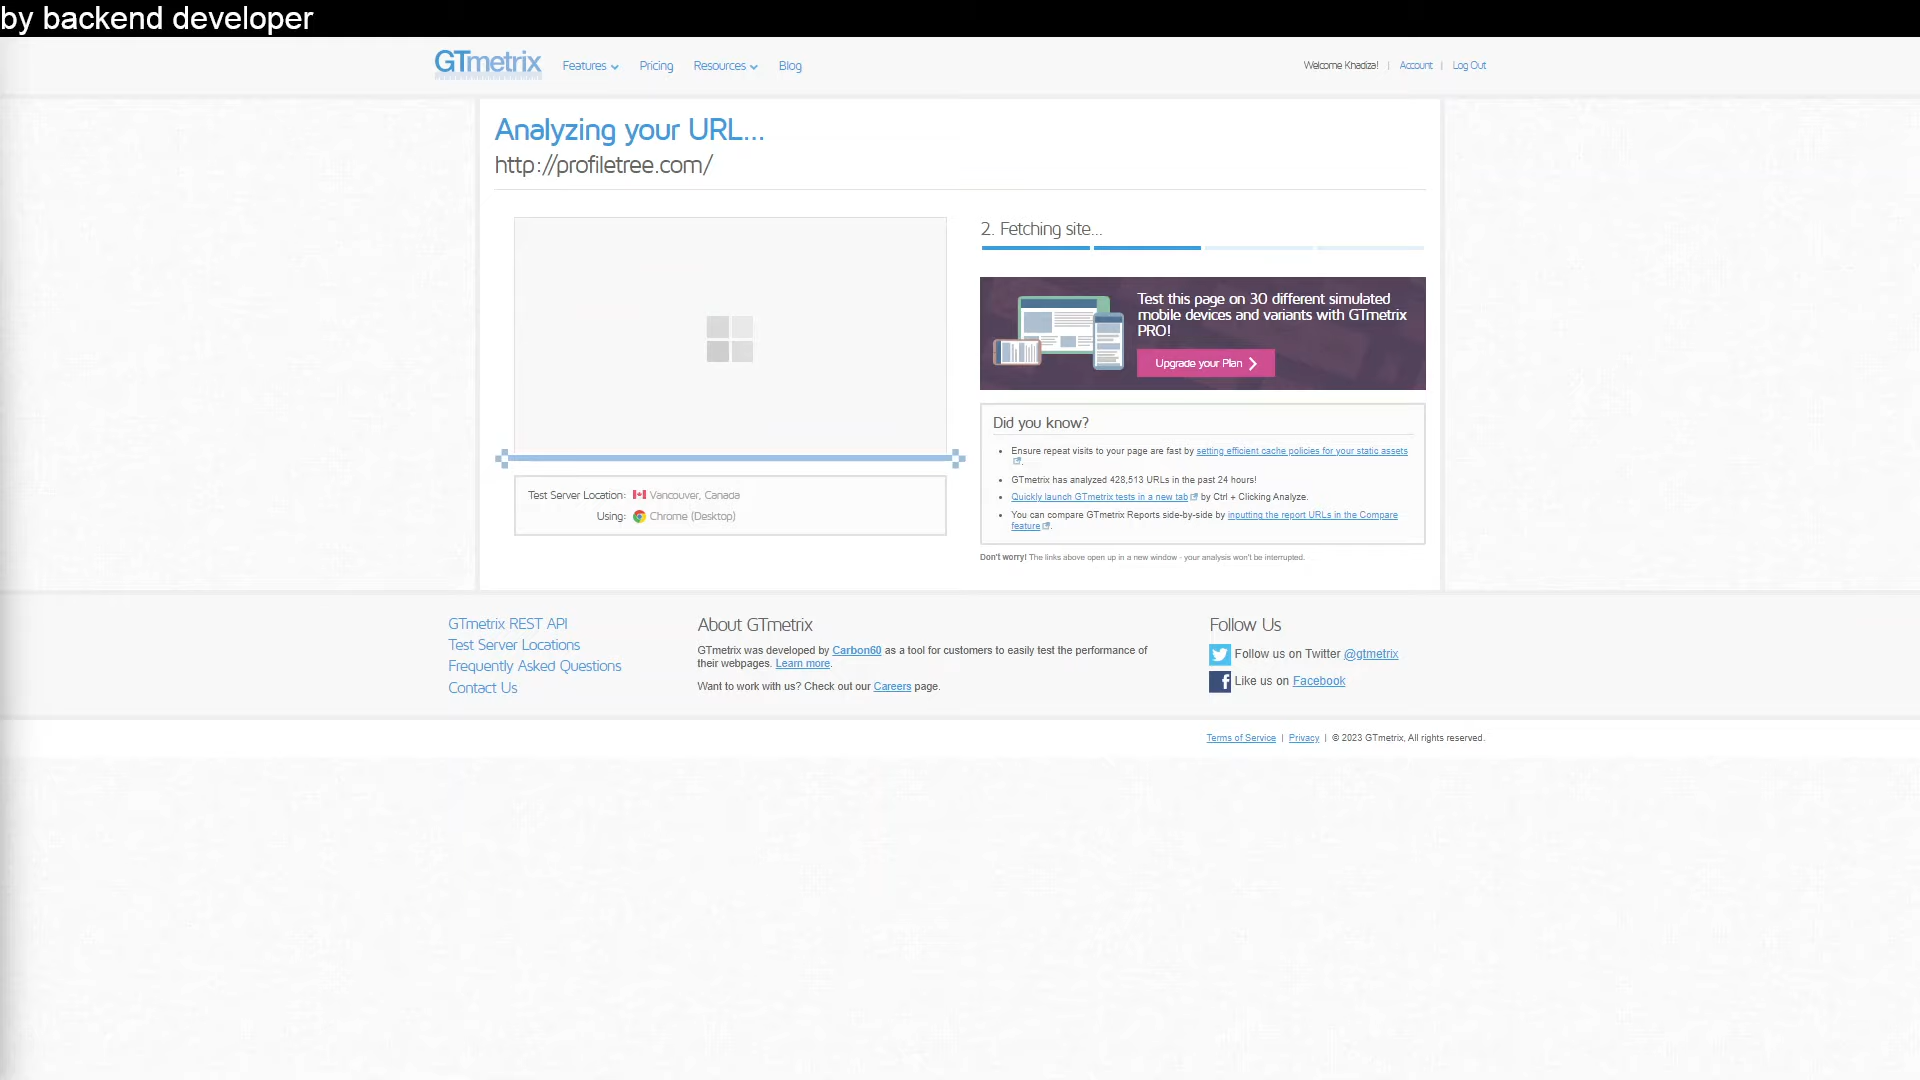 by backend developer
GTmetrix Features Pricing Resources Blog Welcome Khadiza! | Account | Log Out
Analyzing your URL...
http://profiletree.com/
2. Fetching site...
Test this page on 30 different simulated
mobile devices and variants with GTmetrix
PRO!
Upgrade your Plan
Did you know?
Ensure repeat visits to your page are fast by setting efficient cache policies for your static assets
.
GTmetrix has analyzed 428,513 URLs in the past 24 hours!
Quickly launch GTmetrix tests in a new tab by Ctrl + Clicking Analyze.
You can compare GTmetrix Reports side-by-side by inputting the report URLs in the Compare
feature .
Don't worry! The links above open up in a new window - your analysis won't be interrupted.
Test Server Location: Vancouver, Canada
Using: Chrome (Desktop)
GTmetrix REST API
Test Server Locations
Frequently Asked Questions
Contact Us
About GTmetrix
GTmetrix was developed by Carbon60 as a tool for customers to easily test the performance of
their webpages. Learn more.
Want to work with us? Check out our Careers page.
Follow Us
Follow us on Twitter @gtmetrix
Like us on Facebook
Terms of Service | Privacy | © 2023 GTmetrix, All rights reserved.